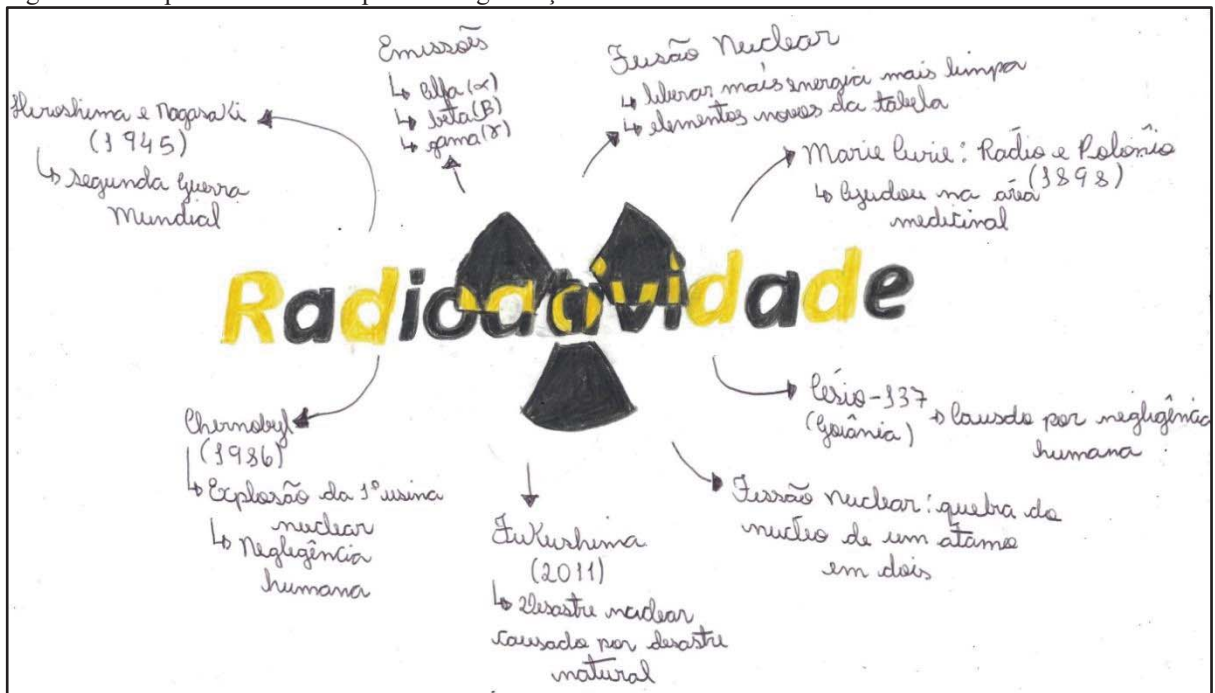 Emissões
↳ alfa (α)
↳ beta (β)
↳ gama (γ)
Fusão Nuclear
↳ liberar mais energia mais limpa
↳ elementos novos da tabela
Hiroshima e Nagasaki
(1945)
↳ Segunda Guerra
Mundial
Marie Curie: Rádio e Polônio
(1898)
↳ Ajudou na área
medicinal
Radioatividade
Chernobyl
(1986)
↳ Explosão da 1º usina
nuclear
↳ Negligência
humana
Fukushima
(2011)
↳ Desastre nuclear
causado por desastre
natural
Césio-137
(Goiânia)
↳ Causado por negligência
humana
Fissão nuclear: quebra do
nucleo de um átomo
em dois